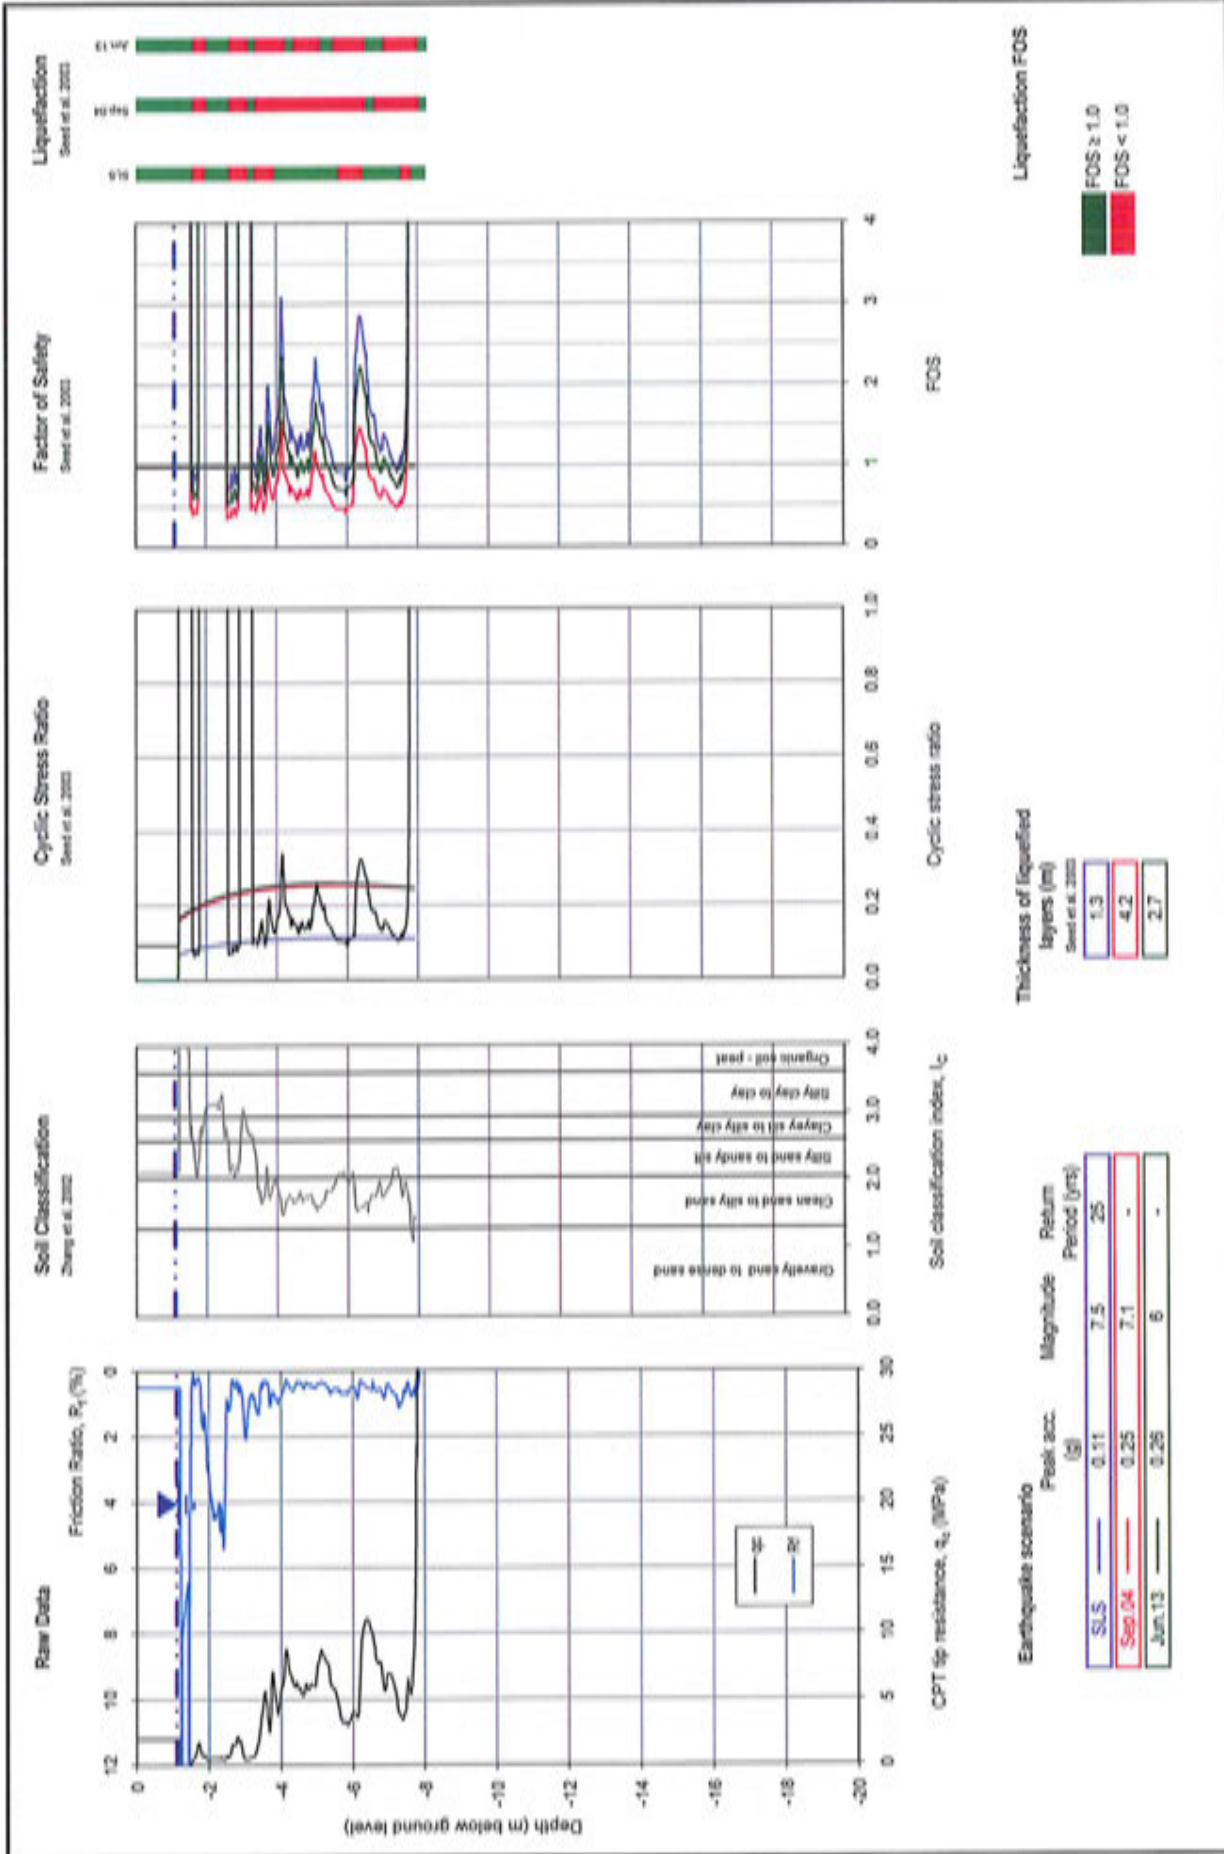 Raw Data
Friction Ratio, Rf (%)
12 10 8 6 4 2 0
0
-2
-4
-6
-8
-10
-12
-14
-16
-18
-20
Depth (m below ground level)
qc
Rf
0 5 10 15 20 25 30
CPT tip resistance, qc (MPa)
Soil Classification
Zhang et al. 2002
Gravelly sand to dense sand
Clean sand to silty sand
Silty sand to sandy silt
Clayey silt to silty clay
Silty clay to clay
Organic soil - peat
0.0 1.0 2.0 3.0 4.0
Soil classification index, IC
Cyclic Stress Ratio
Seed et al. 2003
0.0 0.2 0.4 0.6 0.8 1.0
Cyclic stress ratio
Factor of Safety
Seed et al. 2003
0 1 2 3 4
FOS
Liquefaction
Seed et al. 2003
SLS Sep.04 Jun.13
Earthquake scenario
Peak acc. (g) Magnitude Return Period (yrs)
SLS 0.11 7.5 25
Sep.04 0.25 7.1 -
Jun.13 0.26 6 -
Thickness of liquefied
layers (m)
Seed et al. 2003
1.3
4.2
2.7
Liquefaction FOS
FOS ≥ 1.0
FOS < 1.0